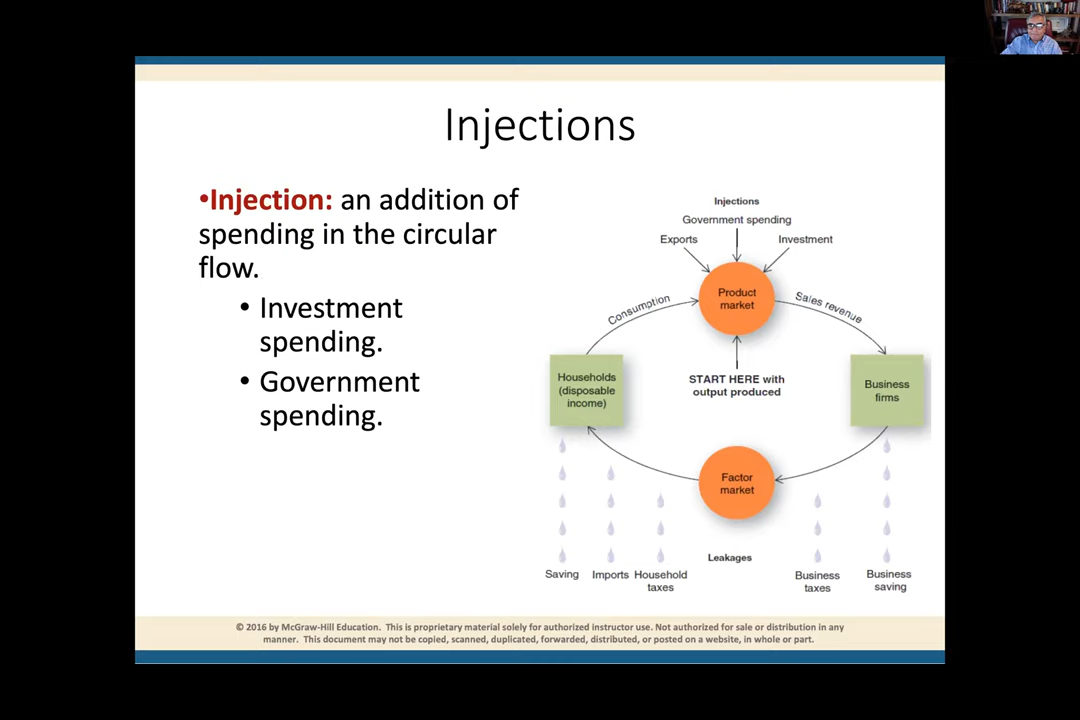 Injections
•Injection: an addition of
spending in the circular
flow.
• Investment
spending.
• Government
spending.
Injections
Government spending
Exports
Investment
Product
market
Consumption
Sales revenue
START HERE with
output produced
Households
(disposable
income)
Business
firms
Factor
market
Leakages
Saving
Imports
Household
taxes
Business
taxes
Business
saving
© 2016 by McGraw-Hill Education. This is proprietary material solely for authorized instructor use. Not authorized for sale or distribution in any
manner. This document may not be copied, scanned, duplicated, forwarded, distributed, or posted on a website, in whole or part.